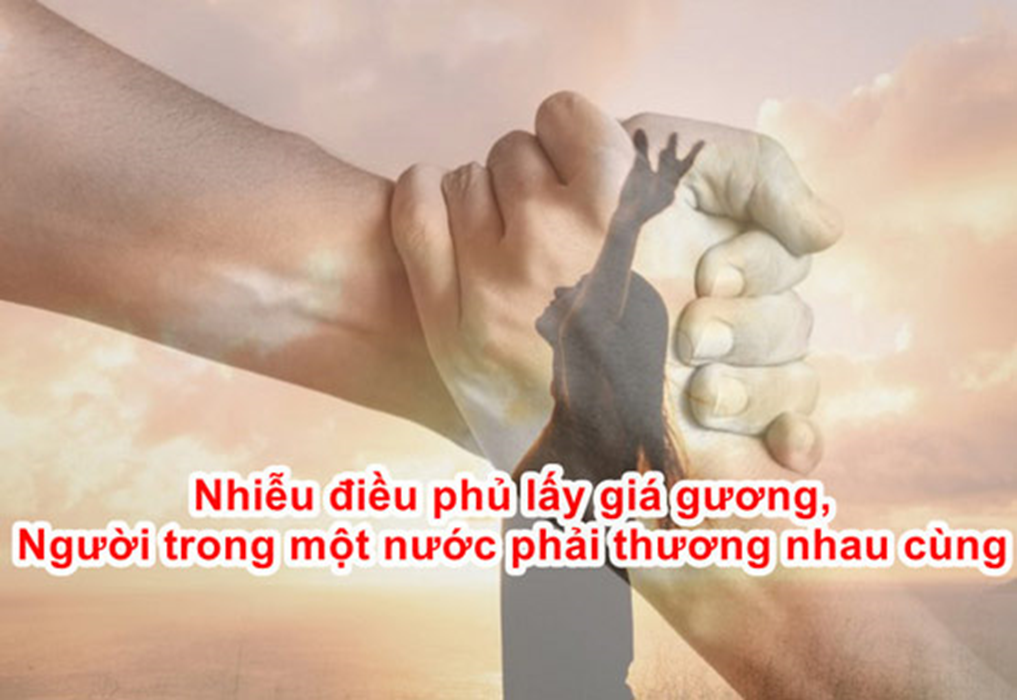 Nhiễu điều phủ lấy giá gương,
Người trong một nước phải thương nhau cùng